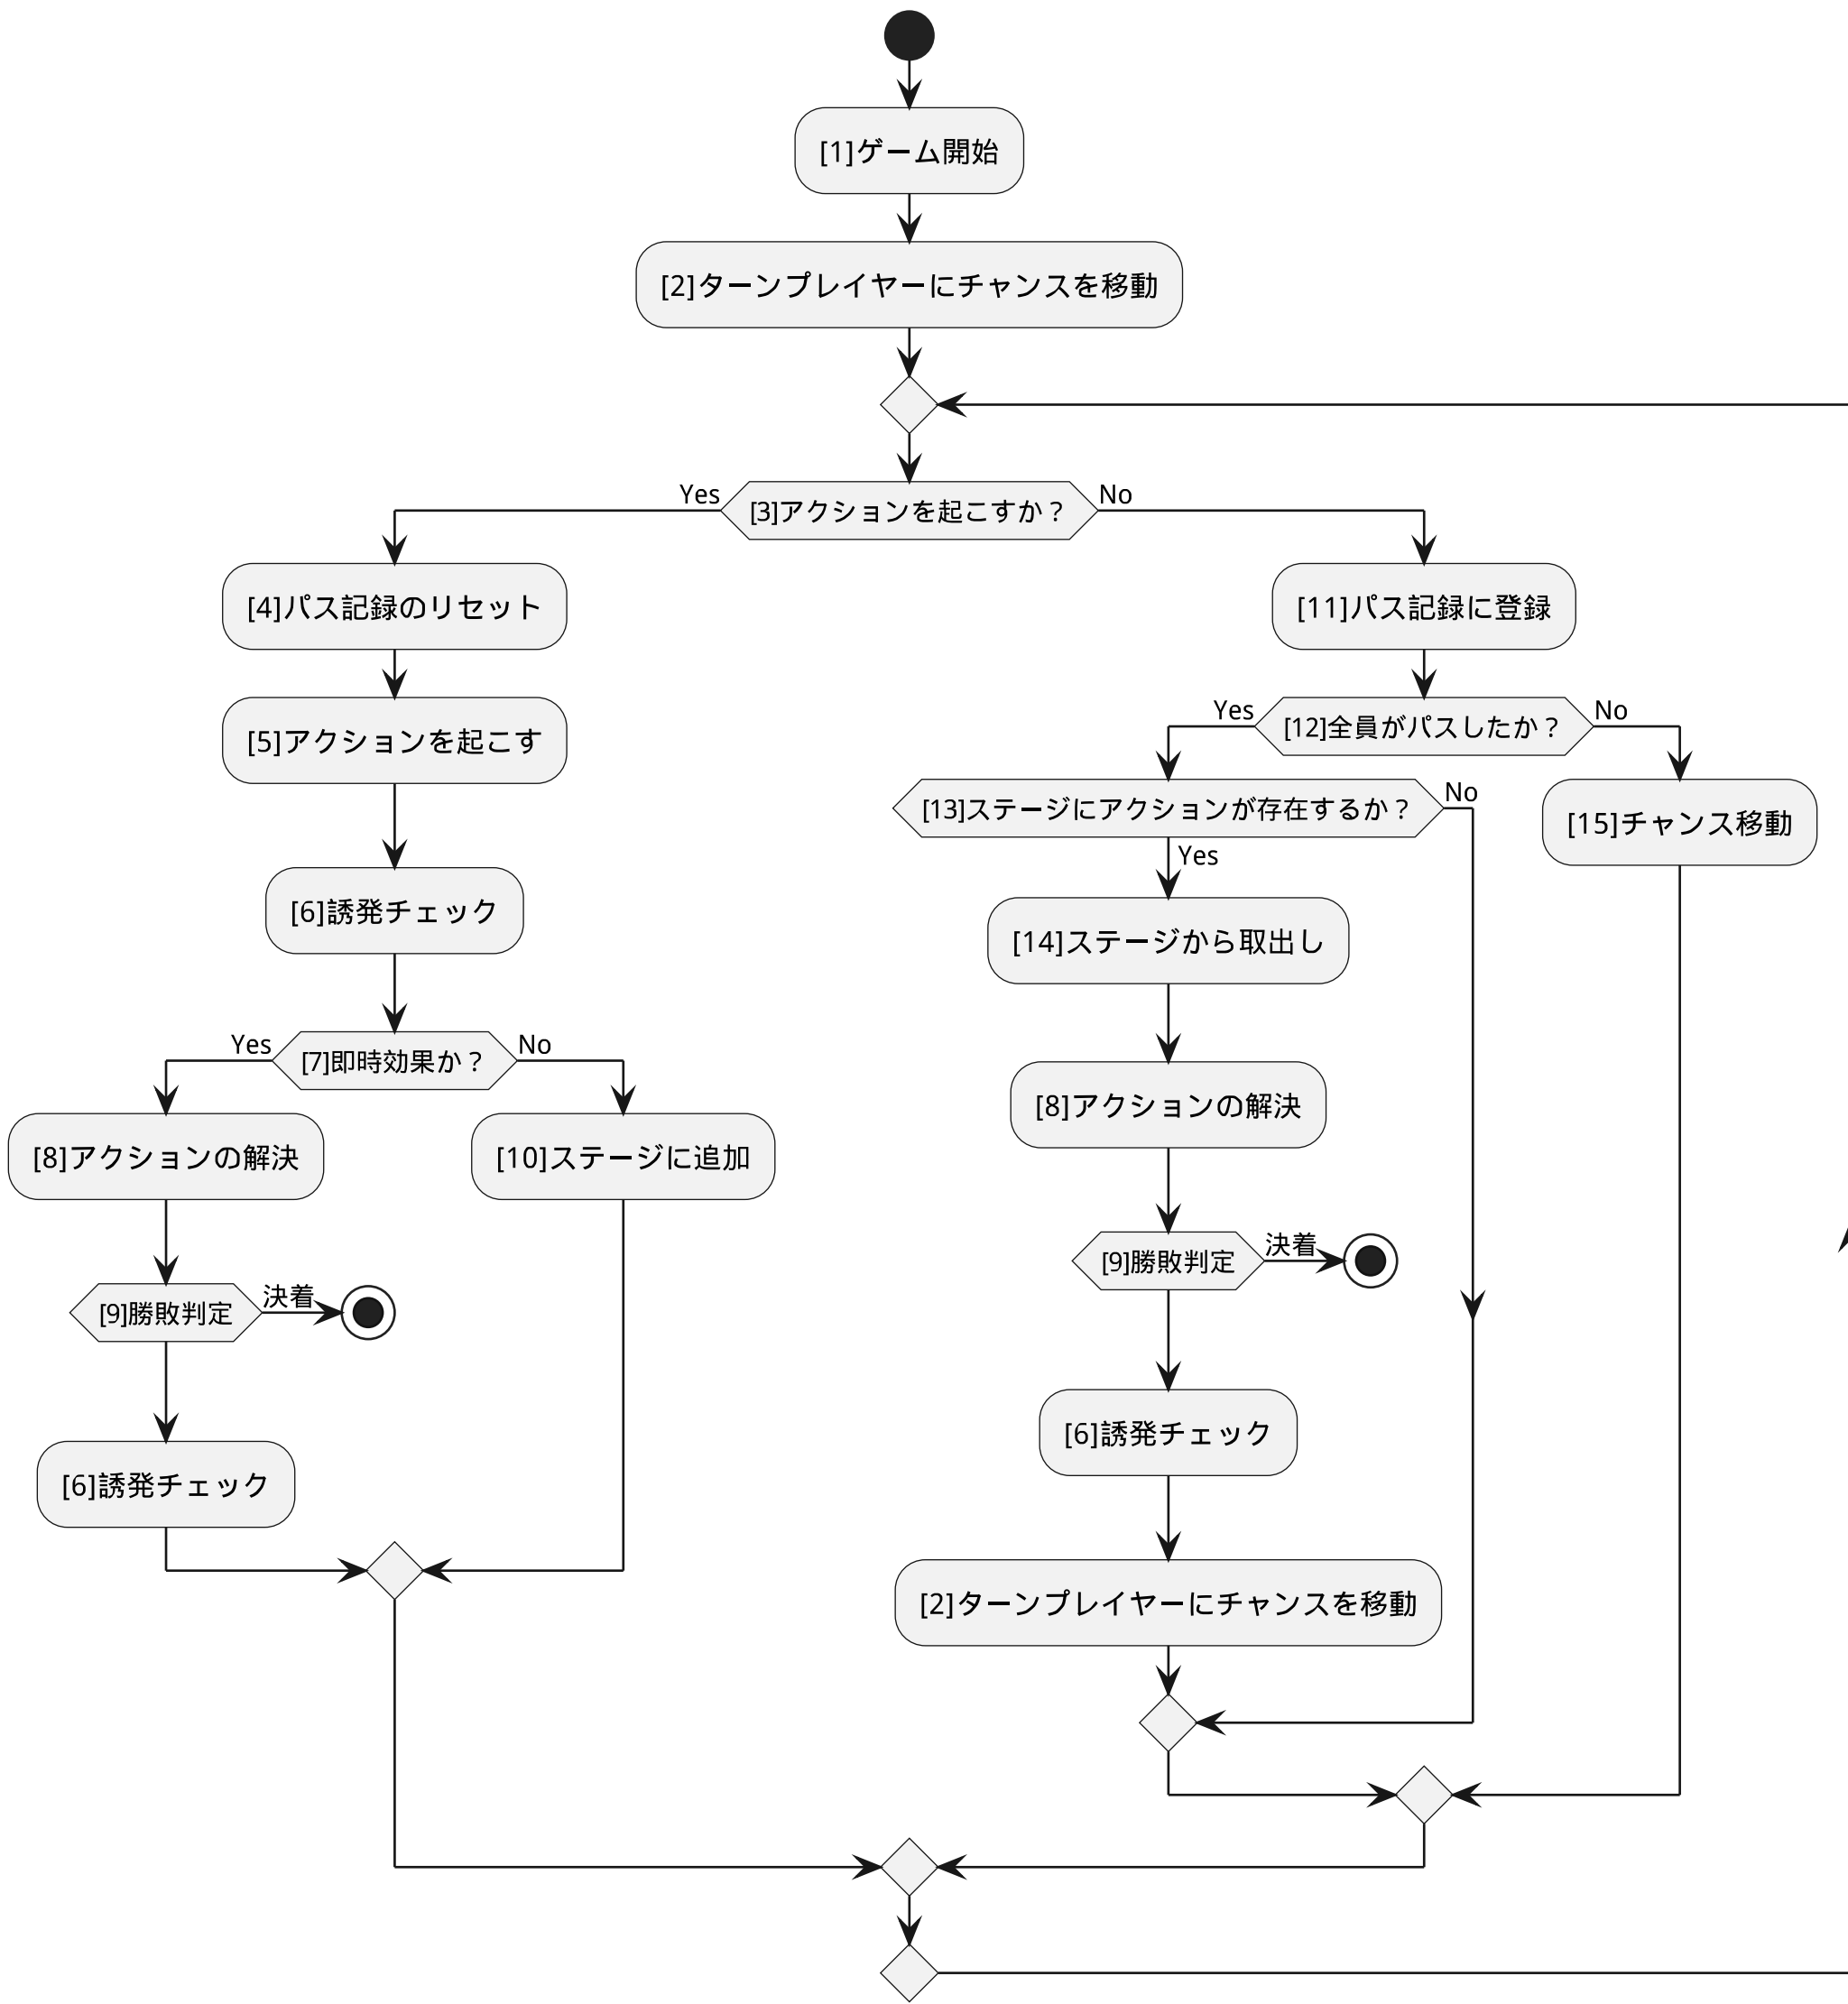 [1]ゲーム開始
[2]ターンプレイヤーにチャンスを移動
Yes
[3]アクションを起こすか？
No
[4]パス記録のリセット
[5]アクションを起こす
[6]誘発チェック
Yes
[7]即時効果か？
No
[8]アクションの解決
[9]勝敗判定
決着
[6]誘発チェック
[10]ステージに追加
[11]パス記録に登録
Yes
[12]全員がパスしたか？
No
[13]ステージにアクションが存在するか？
No
Yes
[14]ステージから取出し
[8]アクションの解決
[9]勝敗判定
決着
[6]誘発チェック
[2]ターンプレイヤーにチャンスを移動
[15]チャンス移動